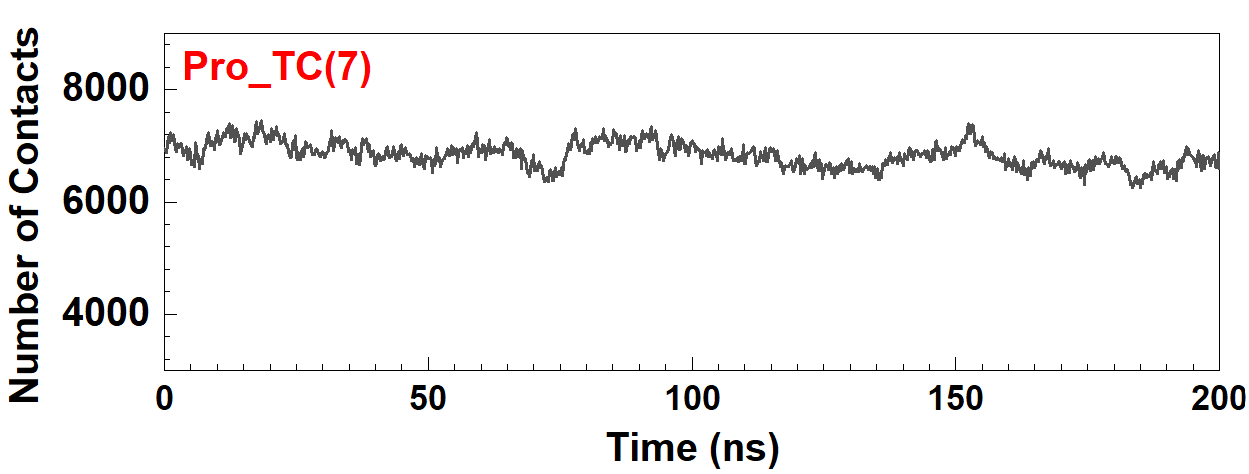 Pro_TC(7)
Number of Contacts
8000
6000
4000
0 50 100 150 200
Time (ns)